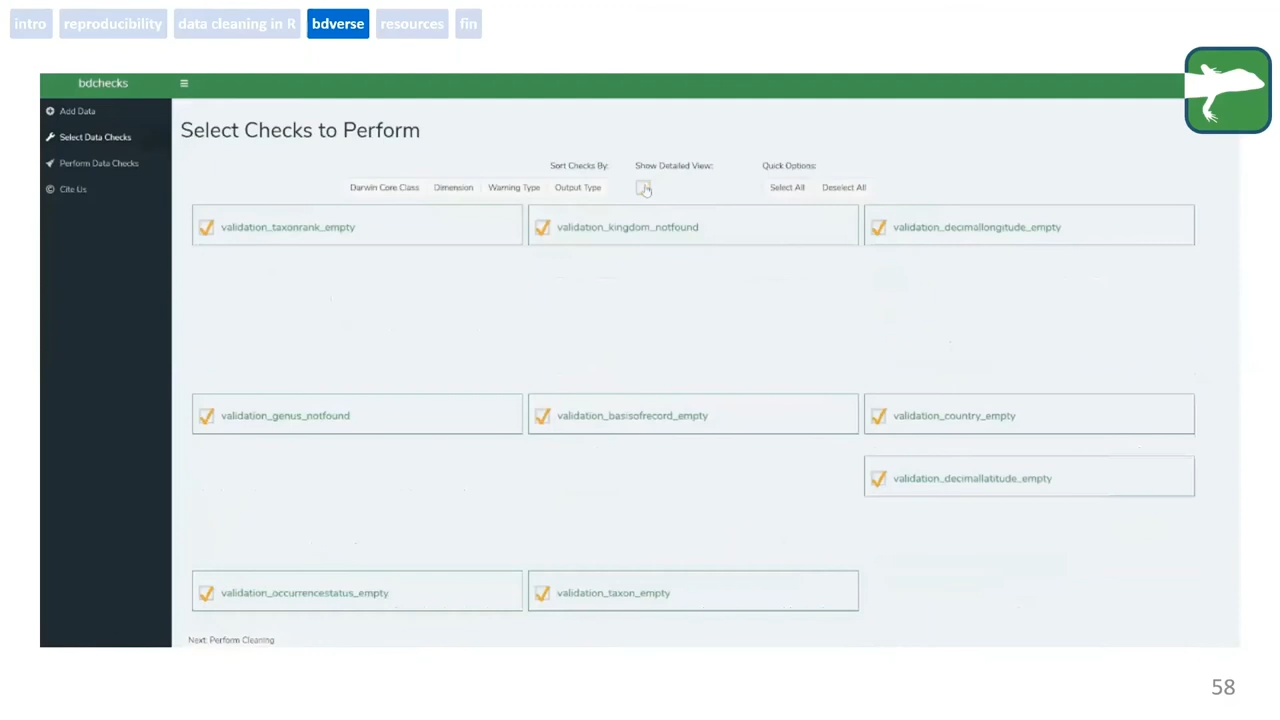 intro reproducibility data cleaning in R bdverse resources fin
bdchecks
Add Data
Select Data Checks
Perform Data Checks
Cite Us
Select Checks to Perform
Sort Checks By: Show Detailed View: Quick Options:
Darwin Core Class Dimension Warning Type Output Type Select All Deselect All
validation_taxonrank_empty validation_kingdom_notfound validation_decimallongitude_empty
validation_genus_notfound validation_basisofrecord_empty validation_country_empty
validation_decimallatitude_empty
validation_occurrencestatus_empty validation_taxon_empty
Next: Perform Cleaning
58